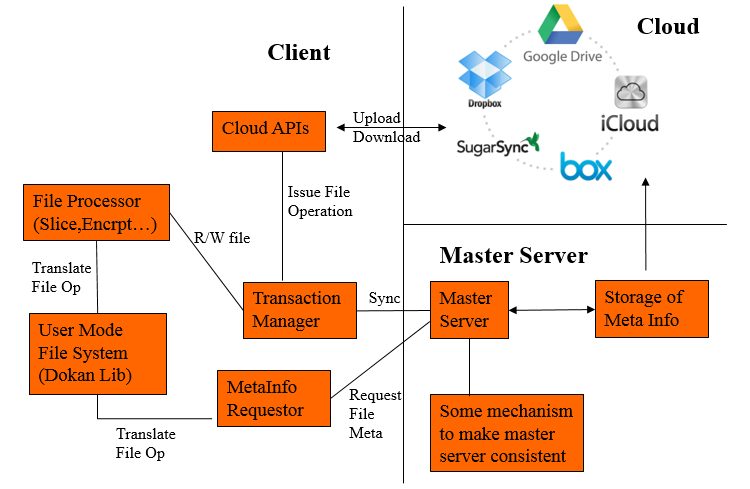 Client
Cloud
Google Drive
Dropbox
iCloud
SugarSync
box
Cloud APIs
Upload
Download
Issue File
Operation
File Processor
(Slice,Encrpt…)
R/W file
Translate
File Op
Master Server
Transaction
Manager
Sync
Master
Server
Storage of
Meta Info
User Mode
File System
(Dokan Lib)
MetaInfo
Requestor
Request
File
Meta
Translate
File Op
Some mechanism
to make master
server consistent